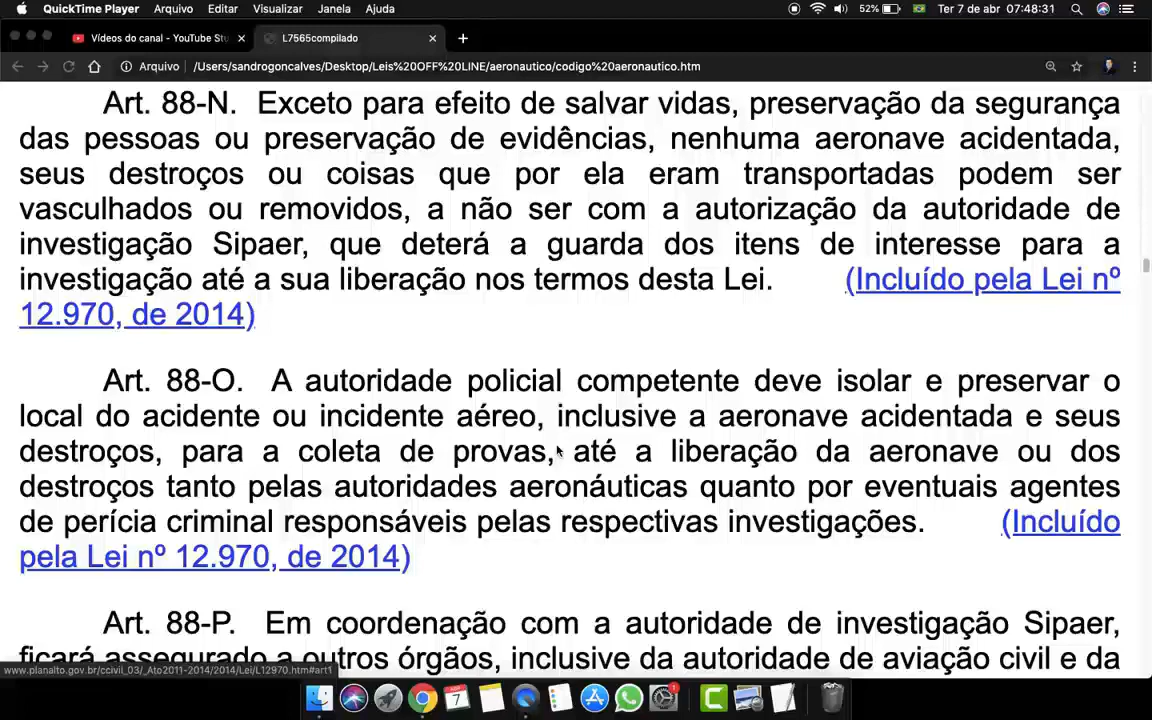 QuickTime Player Arquivo Editar Visualizar Janela Ajuda 52% Ter 7 de abr 07:48:31
Vídeos do canal - YouTube Stu L7565compilado
Arquivo /Users/sandrogoncalves/Desktop/Leis%20OFF%20LINE/aeronautico/codigo%20aeronautico.htm
Art. 88-N. Exceto para efeito de salvar vidas, preservação da segurança
das pessoas ou preservação de evidências, nenhuma aeronave acidentada,
seus destroços ou coisas que por ela eram transportadas podem ser
vasculhados ou removidos, a não ser com a autorização da autoridade de
investigação Sipaer, que deterá a guarda dos itens de interesse para a
investigação até a sua liberação nos termos desta Lei. (Incluído pela Lei nº
12.970, de 2014)
Art. 88-O. A autoridade policial competente deve isolar e preservar o
local do acidente ou incidente aéreo, inclusive a aeronave acidentada e seus
destroços, para a coleta de provas, até a liberação da aeronave ou dos
destroços tanto pelas autoridades aeronáuticas quanto por eventuais agentes
de perícia criminal responsáveis pelas respectivas investigações. (Incluído
pela Lei nº 12.970, de 2014)
Art. 88-P. Em coordenação com a autoridade de investigação Sipaer,
ficará assegurado a outros órgãos, inclusive da autoridade de aviação civil e da
www.planalto.gov.br/ccivil_03/_Ato2011-2014/2014/Lei/L12970.htm#art1
7
1